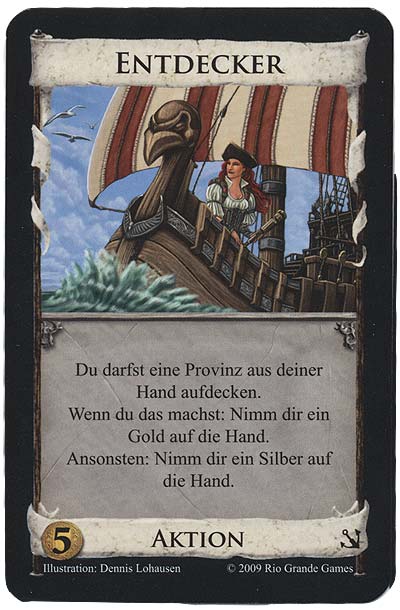 ENTDECKER
Du darfst eine Provinz aus deiner
Hand aufdecken.
Wenn du das machst: Nimm dir ein
Gold auf die Hand.
Ansonsten: Nimm dir ein Silber auf
die Hand.
5 AKTION
Illustration: Dennis Lohausen © 2009 Rio Grande Games